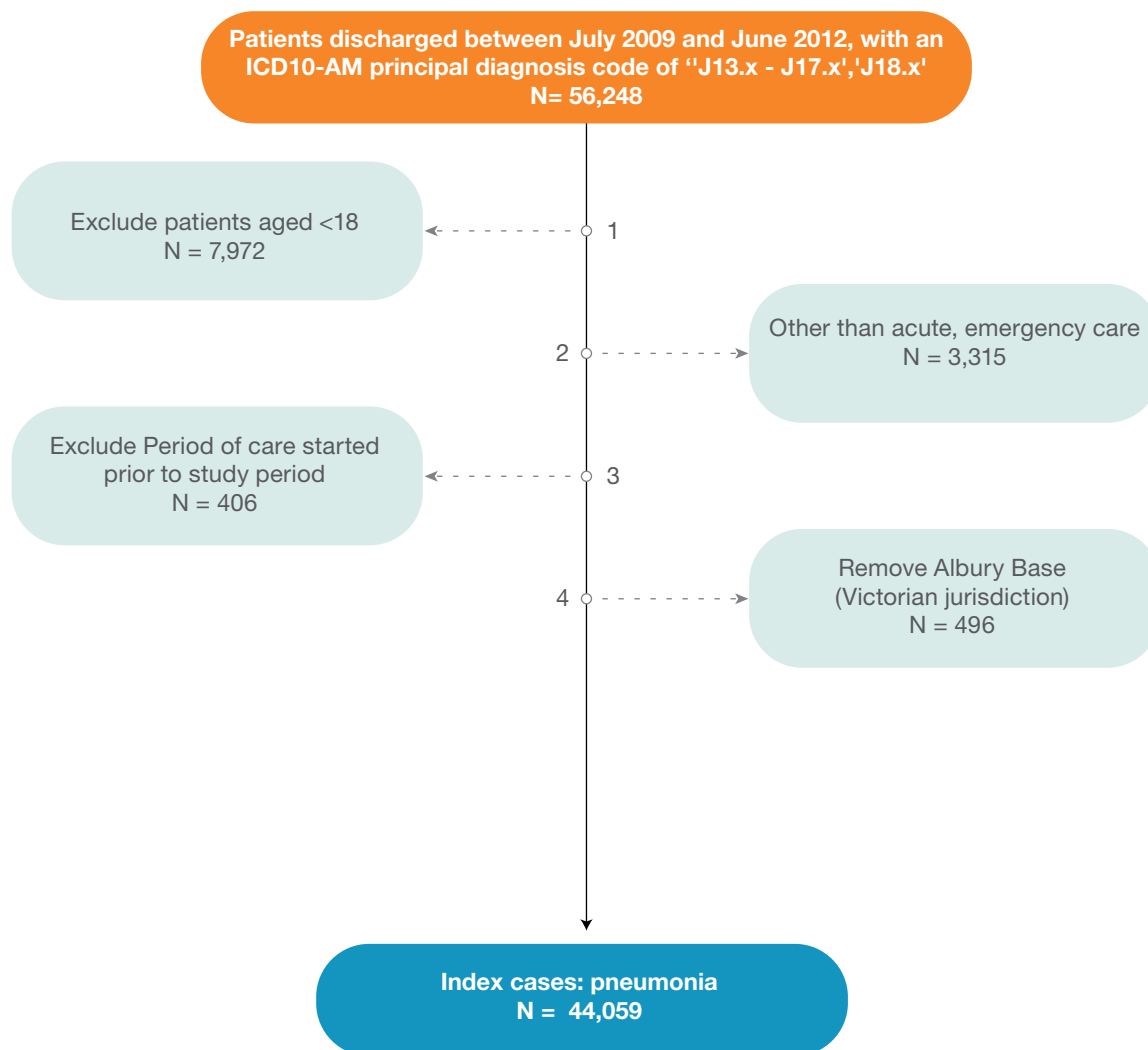 Patients discharged between July 2009 and June 2012, with an
ICD10-AM principal diagnosis code of ‘'J13.x - J17.x','J18.x'
N= 56,248
Exclude patients aged <18
N = 7,972
1
Other than acute, emergency care
N = 3,315
2
Exclude Period of care started
prior to study period
N = 406
3
Remove Albury Base
(Victorian jurisdiction)
N = 496
4
Index cases: pneumonia
N = 44,059